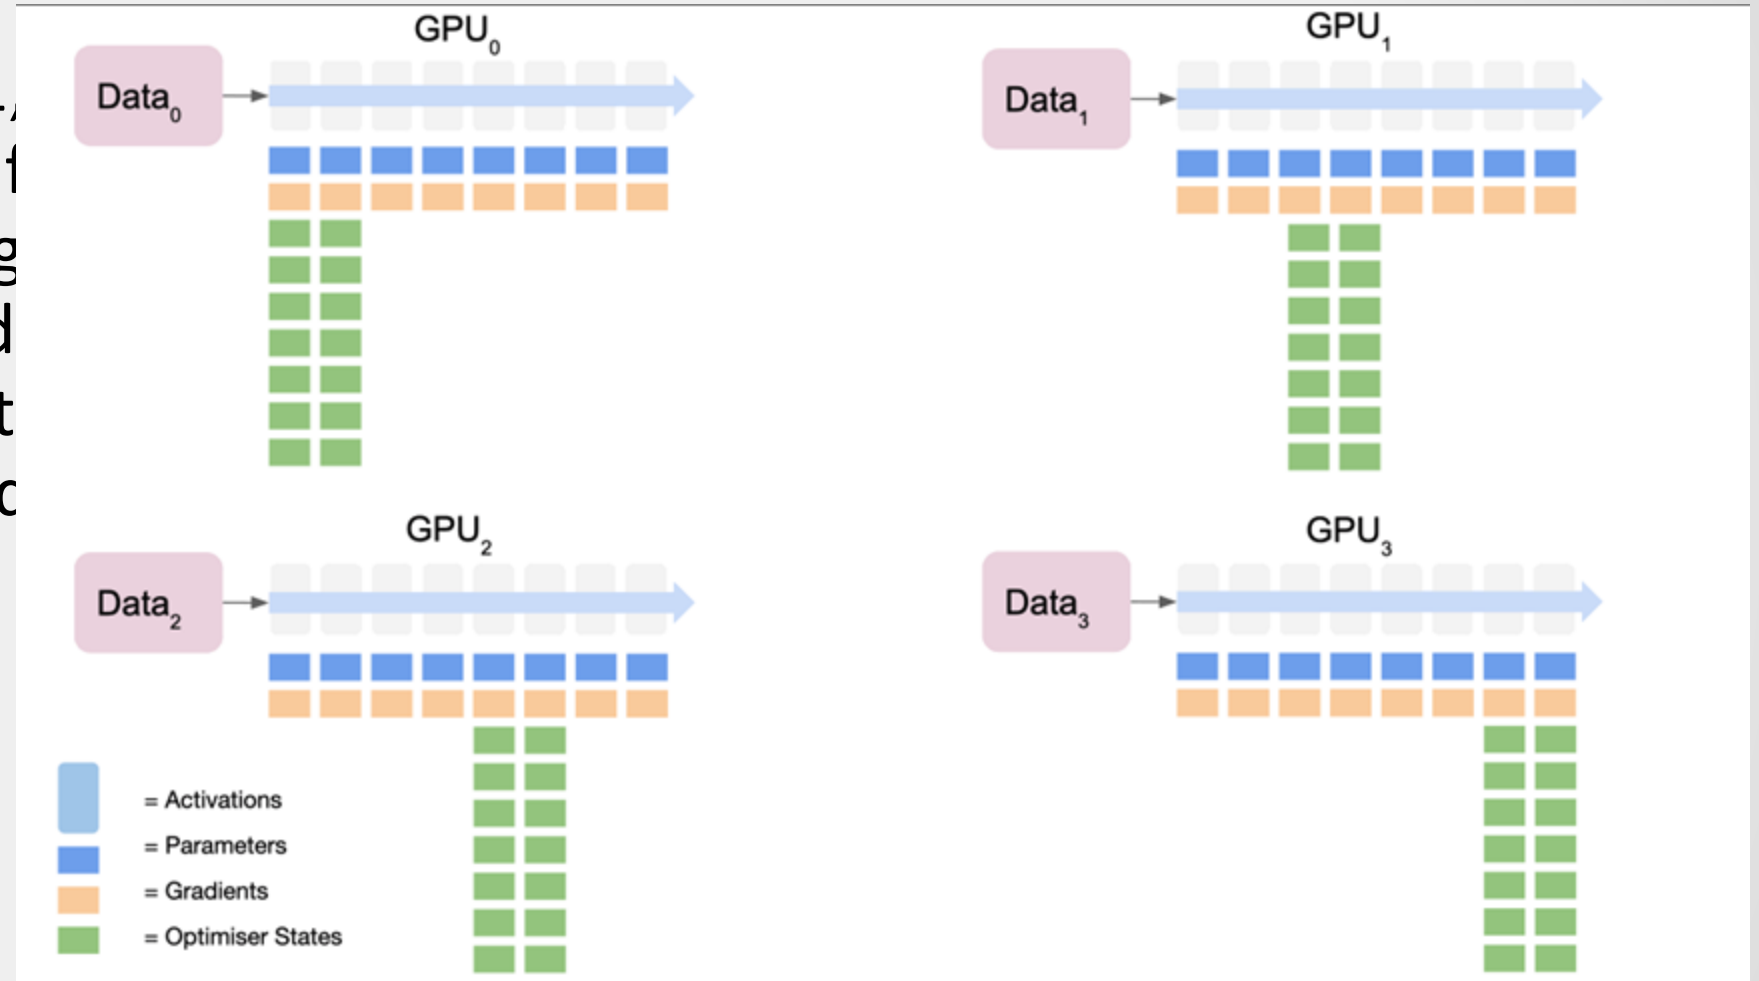 GPU₀
Data₀
GPU₁
Data₁
GPU₂
Data₂
GPU₃
Data₃
= Activations
= Parameters
= Gradients
= Optimiser States